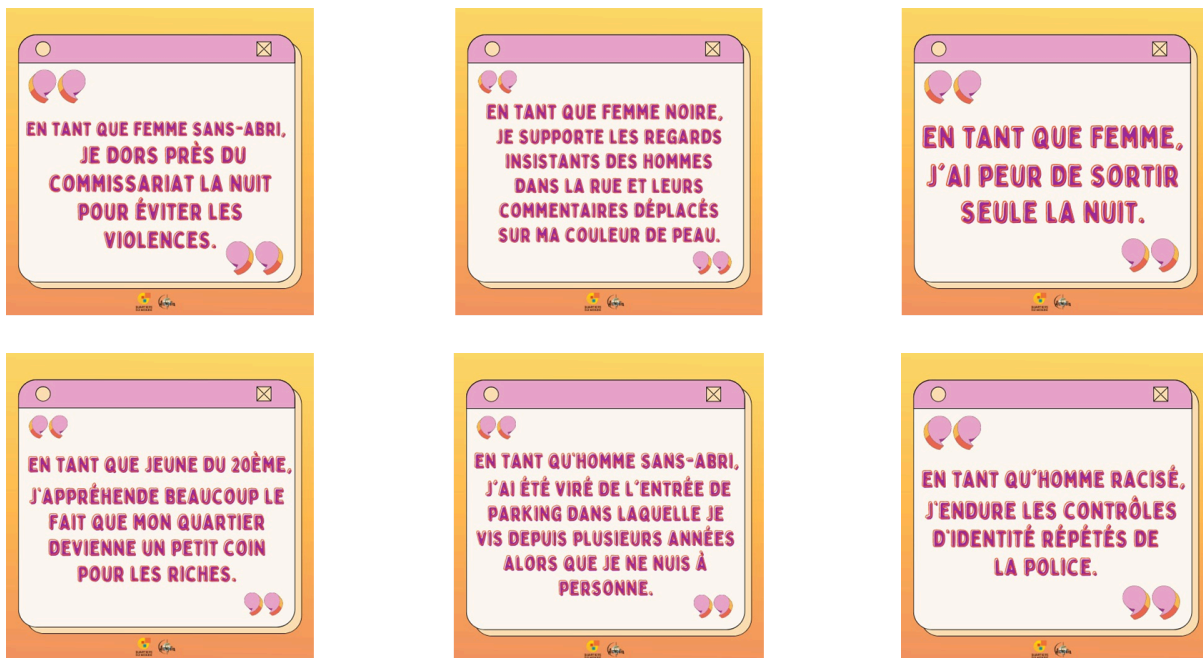 EN TANT QUE FEMME SANS-ABRI,
JE DORS PRÈS DU
COMMISSARIAT LA NUIT
POUR ÉVITER LES
VIOLENCES.
EN TANT QUE FEMME NOIRE,
JE SUPPORTE LES REGARDS
INSISTANTS DES HOMMES
DANS LA RUE ET LEURS
COMMENTAIRES DÉPLACÉS
SUR MA COULEUR DE PEAU.
EN TANT QUE FEMME,
J'AI PEUR DE SORTIR
SEULE LA NUIT.
EN TANT QUE JEUNE DU 20ÈME,
J'APPRÉHENDE BEAUCOUP LE
FAIT QUE MON QUARTIER
DEVIENNE UN PETIT COIN
POUR LES RICHES.
EN TANT QU'HOMME SANS-ABRI,
J'AI ÉTÉ VIRÉ DE L'ENTRÉE DE
PARKING DANS LAQUELLE JE
VIS DEPUIS PLUSIEURS ANNÉES
ALORS QUE JE NE NUIS À
PERSONNE.
EN TANT QU'HOMME RACISÉ,
J'ENDURE LES CONTRÔLES
D'IDENTITÉ RÉPÉTÉS DE
LA POLICE.